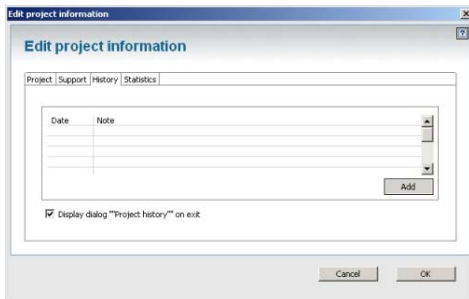 Edit project information
Edit project information
Project Support History Statistics
Date Note
Add
Display dialog ""Project history"" on exit
Cancel OK